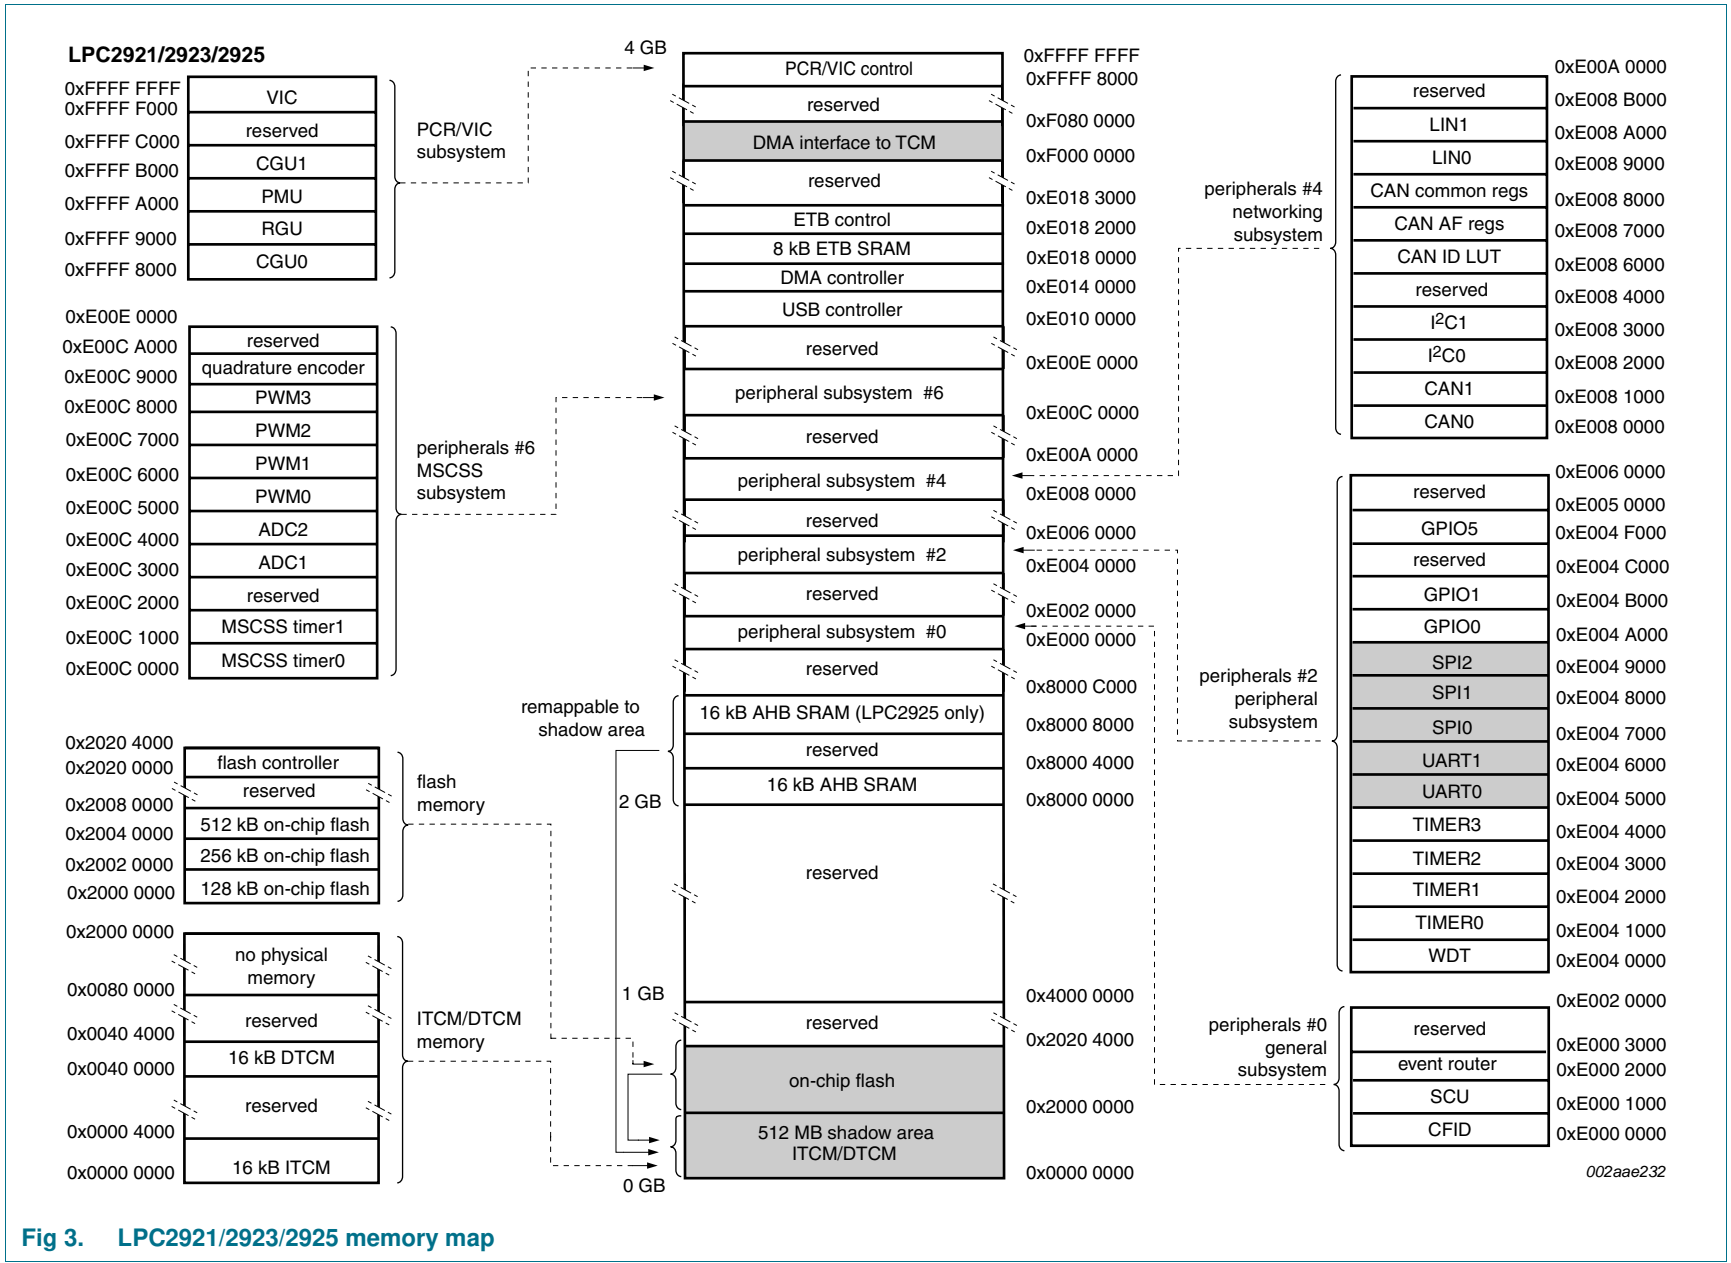 LPC2921/2923/2925
0xFFFF FFFF
VIC
0xFFFF F000
reserved
0xFFFF C000
CGU1
0xFFFF B000
PMU
0xFFFF A000
RGU
0xFFFF 9000
CGU0
0xFFFF 8000
PCR/VIC
subsystem
0xE00E 0000
reserved
0xE00C A000
quadrature encoder
0xE00C 9000
PWM3
0xE00C 8000
PWM2
0xE00C 7000
PWM1
0xE00C 6000
PWM0
0xE00C 5000
ADC2
0xE00C 4000
ADC1
0xE00C 3000
reserved
0xE00C 2000
MSCSS timer1
0xE00C 1000
MSCSS timer0
0xE00C 0000
peripherals #6
MSCSS
subsystem
0x2020 4000
flash controller
0x2020 0000
reserved
0x2008 0000
512 kB on-chip flash
0x2004 0000
256 kB on-chip flash
0x2002 0000
128 kB on-chip flash
0x2000 0000
flash
memory
0x2000 0000
no physical
memory
0x0080 0000
reserved
0x0040 4000
16 kB DTCM
0x0040 0000
reserved
0x0000 4000
16 kB ITCM
0x0000 0000
ITCM/DTCM
memory
4 GB
0xFFFF FFFF
PCR/VIC control
0xFFFF 8000
reserved
0xF080 0000
DMA interface to TCM
0xF000 0000
reserved
0xE018 3000
ETB control
0xE018 2000
8 kB ETB SRAM
0xE018 0000
DMA controller
0xE014 0000
USB controller
0xE010 0000
reserved
0xE00E 0000
peripheral subsystem #6
0xE00C 0000
reserved
0xE00A 0000
peripheral subsystem #4
0xE008 0000
reserved
0xE006 0000
peripheral subsystem #2
0xE004 0000
reserved
0xE002 0000
peripheral subsystem #0
0xE000 0000
reserved
0x8000 C000
remappable to
shadow area
16 kB AHB SRAM (LPC2925 only)
0x8000 8000
reserved
0x8000 4000
16 kB AHB SRAM
0x8000 0000
2 GB
reserved
1 GB
0x4000 0000
reserved
0x2020 4000
on-chip flash
0x2000 0000
512 MB shadow area
ITCM/DTCM
0x0000 0000
0 GB
0xE00A 0000
reserved
0xE008 B000
LIN1
0xE008 A000
LIN0
0xE008 9000
CAN common regs
0xE008 8000
CAN AF regs
0xE008 7000
CAN ID LUT
0xE008 6000
reserved
0xE008 4000
I2C1
0xE008 3000
I2C0
0xE008 2000
CAN1
0xE008 1000
CAN0
0xE008 0000
peripherals #4
networking
subsystem
0xE006 0000
reserved
0xE005 0000
GPIO5
0xE004 F000
reserved
0xE004 C000
GPIO1
0xE004 B000
GPIO0
0xE004 A000
SPI2
0xE004 9000
SPI1
0xE004 8000
SPI0
0xE004 7000
UART1
0xE004 6000
UART0
0xE004 5000
TIMER3
0xE004 4000
TIMER2
0xE004 3000
TIMER1
0xE004 2000
TIMER0
0xE004 1000
WDT
0xE004 0000
peripherals #2
peripheral
subsystem
0xE002 0000
reserved
0xE000 3000
event router
0xE000 2000
SCU
0xE000 1000
CFID
0xE000 0000
peripherals #0
general
subsystem
002aae232
Fig 3. LPC2921/2923/2925 memory map